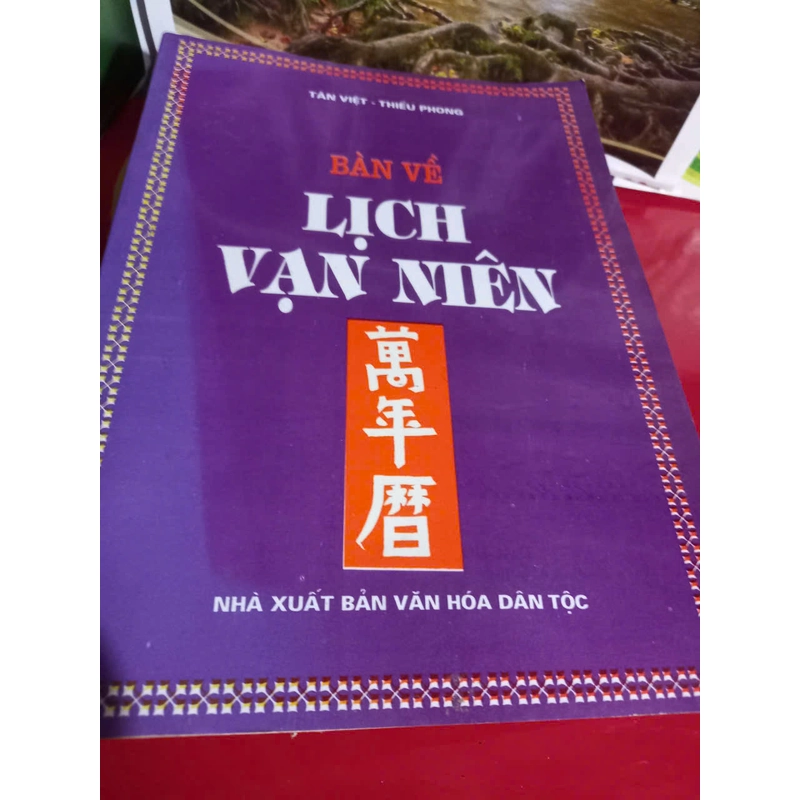 TÂN VIỆT - THIỀU PHONG
BÀN VỀ
LỊCH
VẠN NIÊN
萬
年
曆
NHÀ XUẤT BẢN VĂN HÓA DÂN TỘC